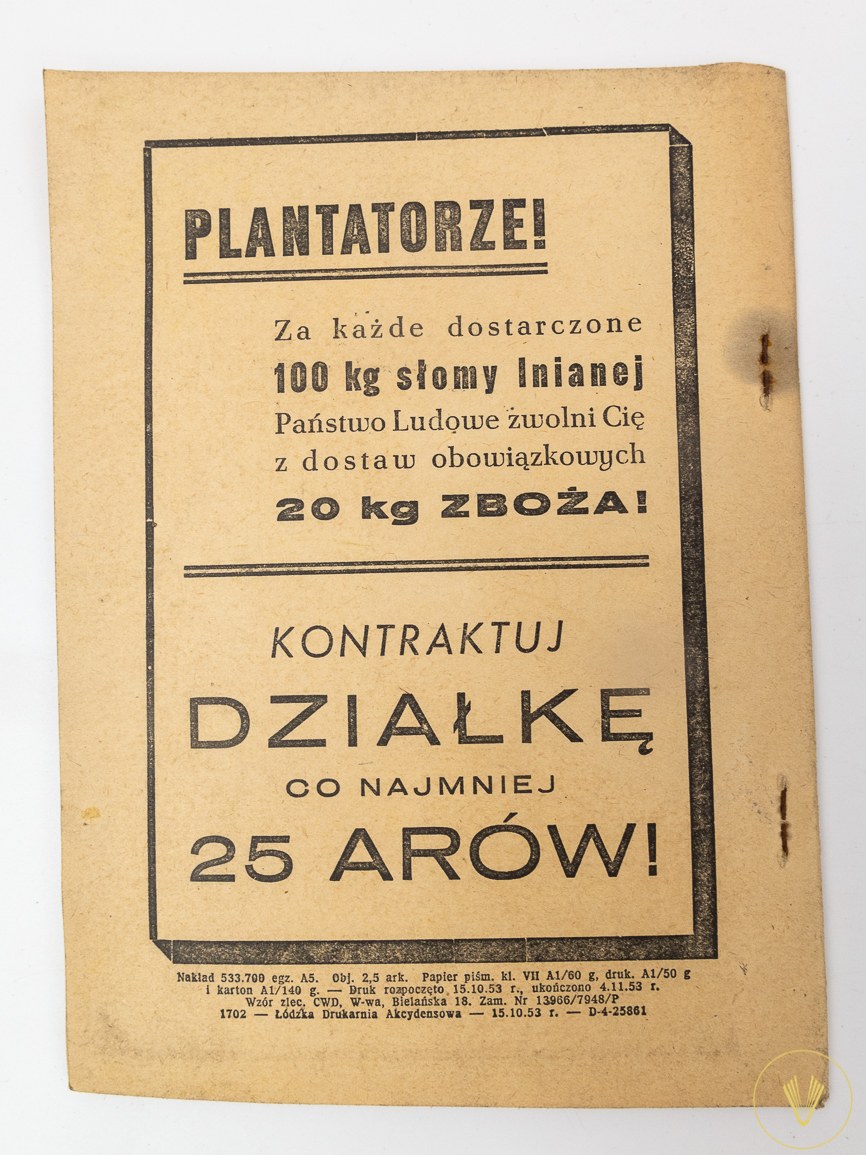 PLANTATORZE!
Za każde dostarczone
100 kg słomy lnianej
Państwo Ludowe zwolni Cię
z dostaw obowiązkowych
20 kg ZBOŻA!
KONTRAKTUJ
DZIAŁKĘ
CO NAJMNIEJ
25 ARÓW!
Nakład 533.700 egz. A5. Obj. 2,5 ark. Papier piśm. kl. VII A1/60 g, druk. A1/50 g
i karton A1/140 g. — Druk rozpoczęto 15.10.53 r., ukończono 4.11.53 r.
Wzór zlec. CWD, W-wa, Bielańska 18. Zam. Nr 13966/7948/P
1702 — Łódzka Drukarnia Akcydensowa — 15.10.53 r. — D-4-25861